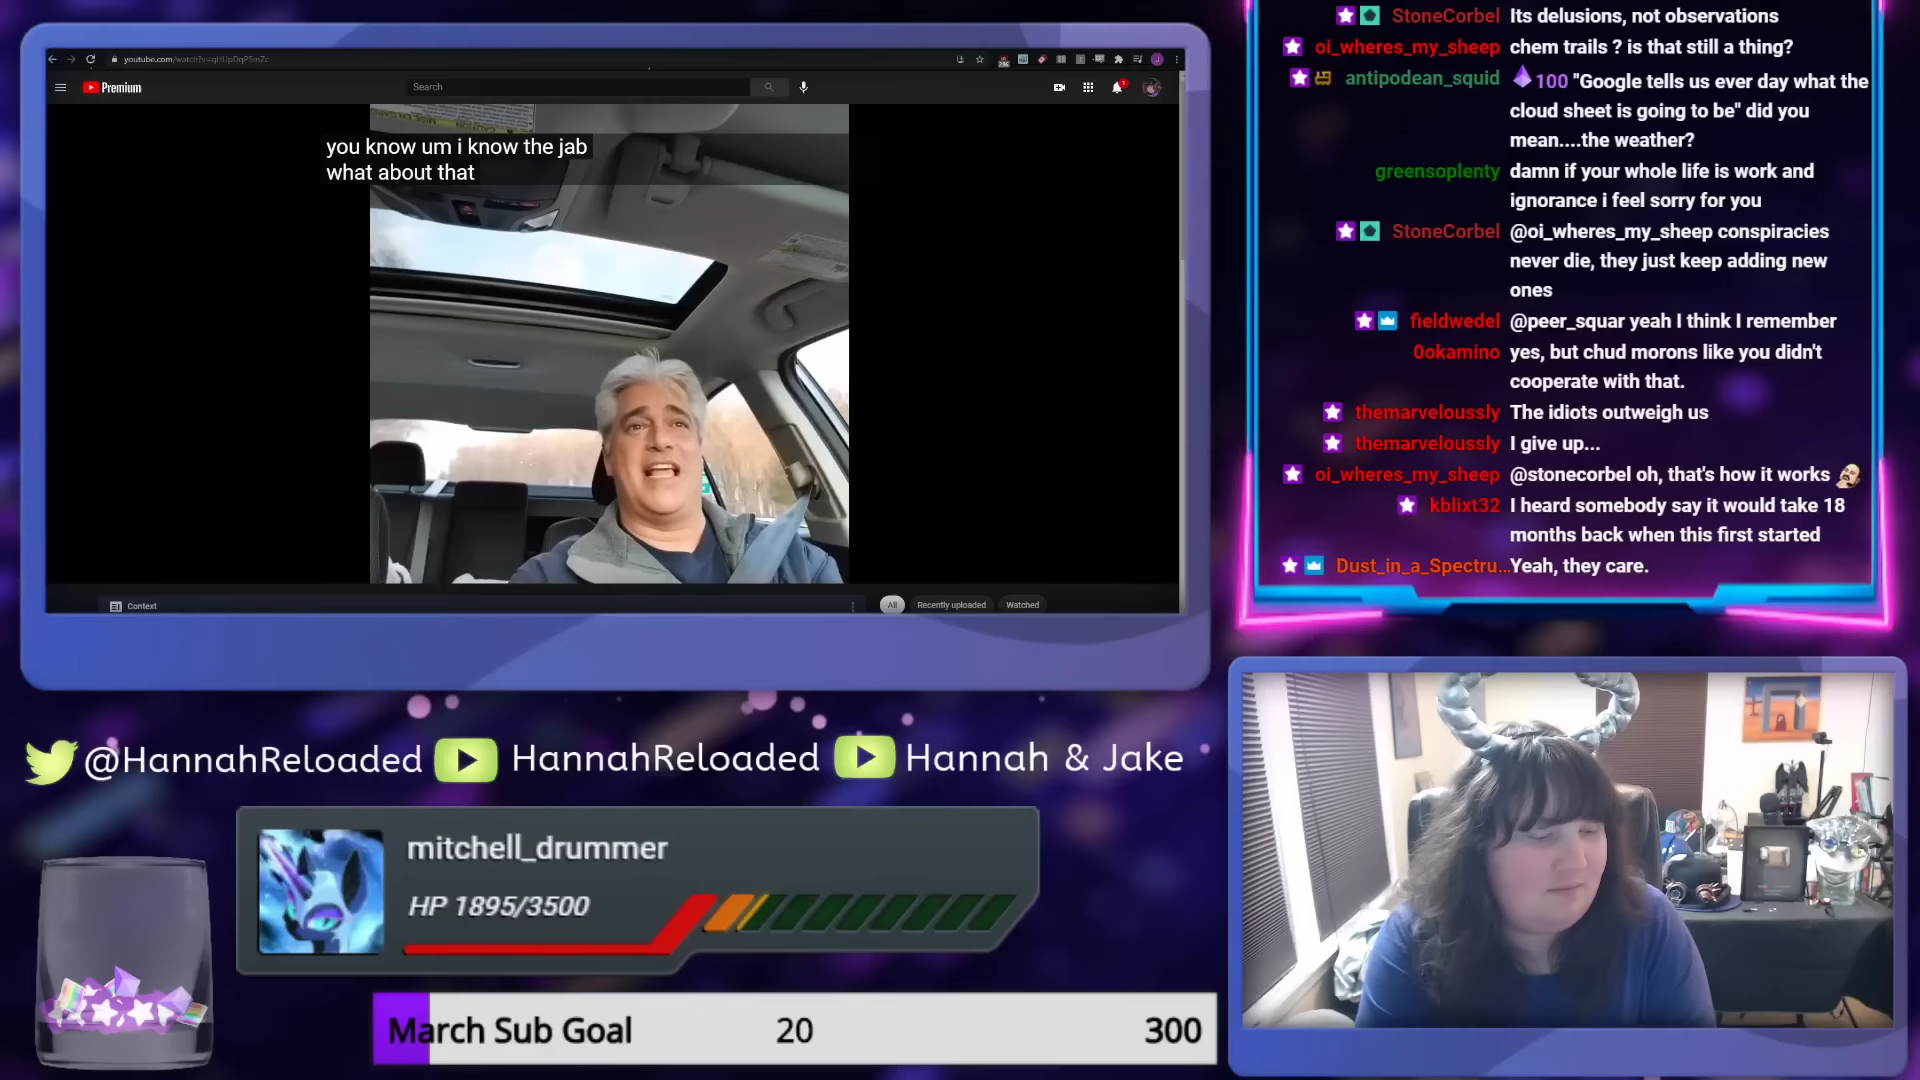 youtube.com/watch?v=qHUpDqP5mZc
Premium
Search
you know um i know the jab
what about that
Context
All
Recently uploaded
Watched
StoneCorbel Its delusions, not observations
oi_wheres_my_sheep chem trails ? is that still a thing?
antipodean_squid 100 "Google tells us ever day what the
cloud sheet is going to be" did you
mean....the weather?
greensoplenty damn if your whole life is work and
ignorance i feel sorry for you
StoneCorbel @oi_wheres_my_sheep conspiracies
never die, they just keep adding new
ones
fieldwedel @peer_squar yeah I think I remember
0okamino yes, but chud morons like you didn't
cooperate with that.
themarveloussly The idiots outweigh us
themarveloussly I give up...
oi_wheres_my_sheep @stonecorbel oh, that's how it works
kblixt32 I heard somebody say it would take 18
months back when this first started
Dust_in_a_Spectru... Yeah, they care.
@HannahReloaded HannahReloaded Hannah & Jake
mitchell_drummer
HP 1895/3500
March Sub Goal 20 300